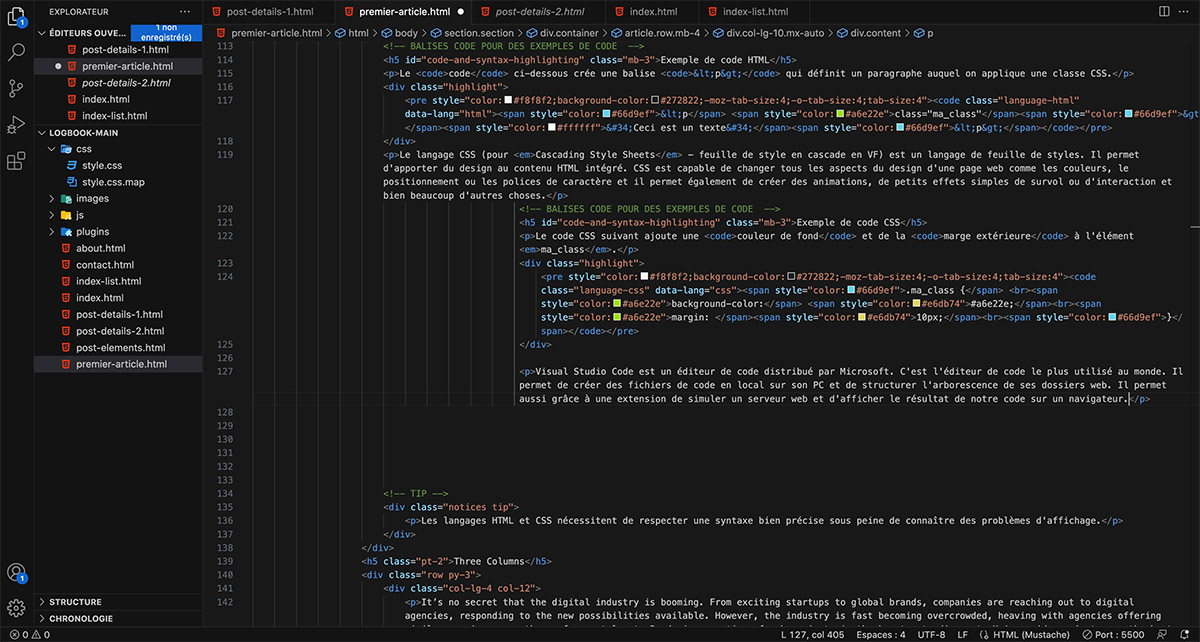 EXPLORATEUR ···
ÉDITEURS OUVE... 1 non enregistré(s)
post-details-1.html
premier-article.html
post-details-2.html
index.html
index-list.html
LOGBOOK-MAIN
css
style.css
style.css.map
images
js
plugins
about.html
contact.html
index-list.html
index.html
post-details-1.html
post-details-2.html
post-elements.html
premier-article.html
STRUCTURE
CHRONOLOGIE
1
1
post-details-1.html premier-article.html post-details-2.html index.html index-list.html ···
premier-article.html > html > body > section.section > div.container > article.row.mb-4 > div.col-lg-10.mx-auto > div.content > p
113 <!-- BALISES CODE POUR DES EXEMPLES DE CODE -->
114 <h5 id="code-and-syntax-highlighting" class="mb-3">Exemple de code HTML</h5>
115 <p>Le <code>code</code> ci-dessous crée une balise <code>&lt;p&gt;</code> qui définit un paragraphe auquel on applique une classe CSS.</p>
116 <div class="highlight">
117 <pre style="color:#f8f8f2;background-color:#272822;-moz-tab-size:4;-o-tab-size:4;tab-size:4"><code class="language-html"
data-lang="html"><span style="color:#66d9ef">&lt;p</span> <span style="color:#a6e22e">class="ma_class"</span><span style="color:#66d9ef">&gt
</span><span style="color:#ffffff">&#34;Ceci est un texte&#34;</span><span style="color:#66d9ef">&lt;p&gt;</span></code></pre>
118 </div>
119 <p>Le langage CSS (pour <em>Cascading Style Sheets</em> - feuille de style en cascade en VF) est un langage de feuille de styles. Il permet
d'apporter du design au contenu HTML intégré. CSS est capable de changer tous les aspects du design d'une page web comme les couleurs, le
positionnement ou les polices de caractère et il permet également de créer des animations, de petits effets simples de survol ou d'interaction et
bien beaucoup d'autres choses.</p>
120 <!-- BALISES CODE POUR DES EXEMPLES DE CODE -->
121 <h5 id="code-and-syntax-highlighting" class="mb-3">Exemple de code CSS</h5>
122 <p>Le code CSS suivant ajoute une <code>couleur de fond</code> et de la <code>marge extérieure</code> à l'élément
<em>ma_class</em>.</p>
123 <div class="highlight">
124 <pre style="color:#f8f8f2;background-color:#272822;-moz-tab-size:4;-o-tab-size:4;tab-size:4"><code
class="language-css" data-lang="css"><span style="color:#66d9ef">.ma_class {</span> <br><span
style="color:#a6e22e">background-color:</span> <span style="color:#e6db74">#a6e22e;</span><br><span
style="color:#a6e22e">margin: </span><span style="color:#e6db74">10px;</span><br><span style="color:#66d9ef">}</
span></code></pre>
125 </div>
126
127 <p>Visual Studio Code est un éditeur de code distribué par Microsoft. C'est l'éditeur de code le plus utilisé au monde. Il
permet de créer des fichiers de code en local sur son PC et de structurer l'arborescence de ses dossiers web. Il permet
aussi grâce à une extension de simuler un serveur web et d'afficher le résultat de notre code sur un navigateur.</p>
128
129
130
131
132
133
134 <!-- TIP -->
135 <div class="notices tip">
136 <p>Les langages HTML et CSS nécessitent de respecter une syntaxe bien précise sous peine de connaître des problèmes d'affichage.</p>
137 </div>
138 </div>
139 <h5 class="pt-2">Three Columns</h5>
140 <div class="row py-3">
141 <div class="col-lg-4 col-12">
142 <p>It's no secret that the digital industry is booming. From exciting startups to global brands, companies are reaching out to digital
agencies, responding to the new possibilities available. However, the industry is fast becoming overcrowded, heaving with agencies offering
0 0 L 127, col 405 Espaces : 4 UTF-8 LF HTML (Mustache) Port : 5500